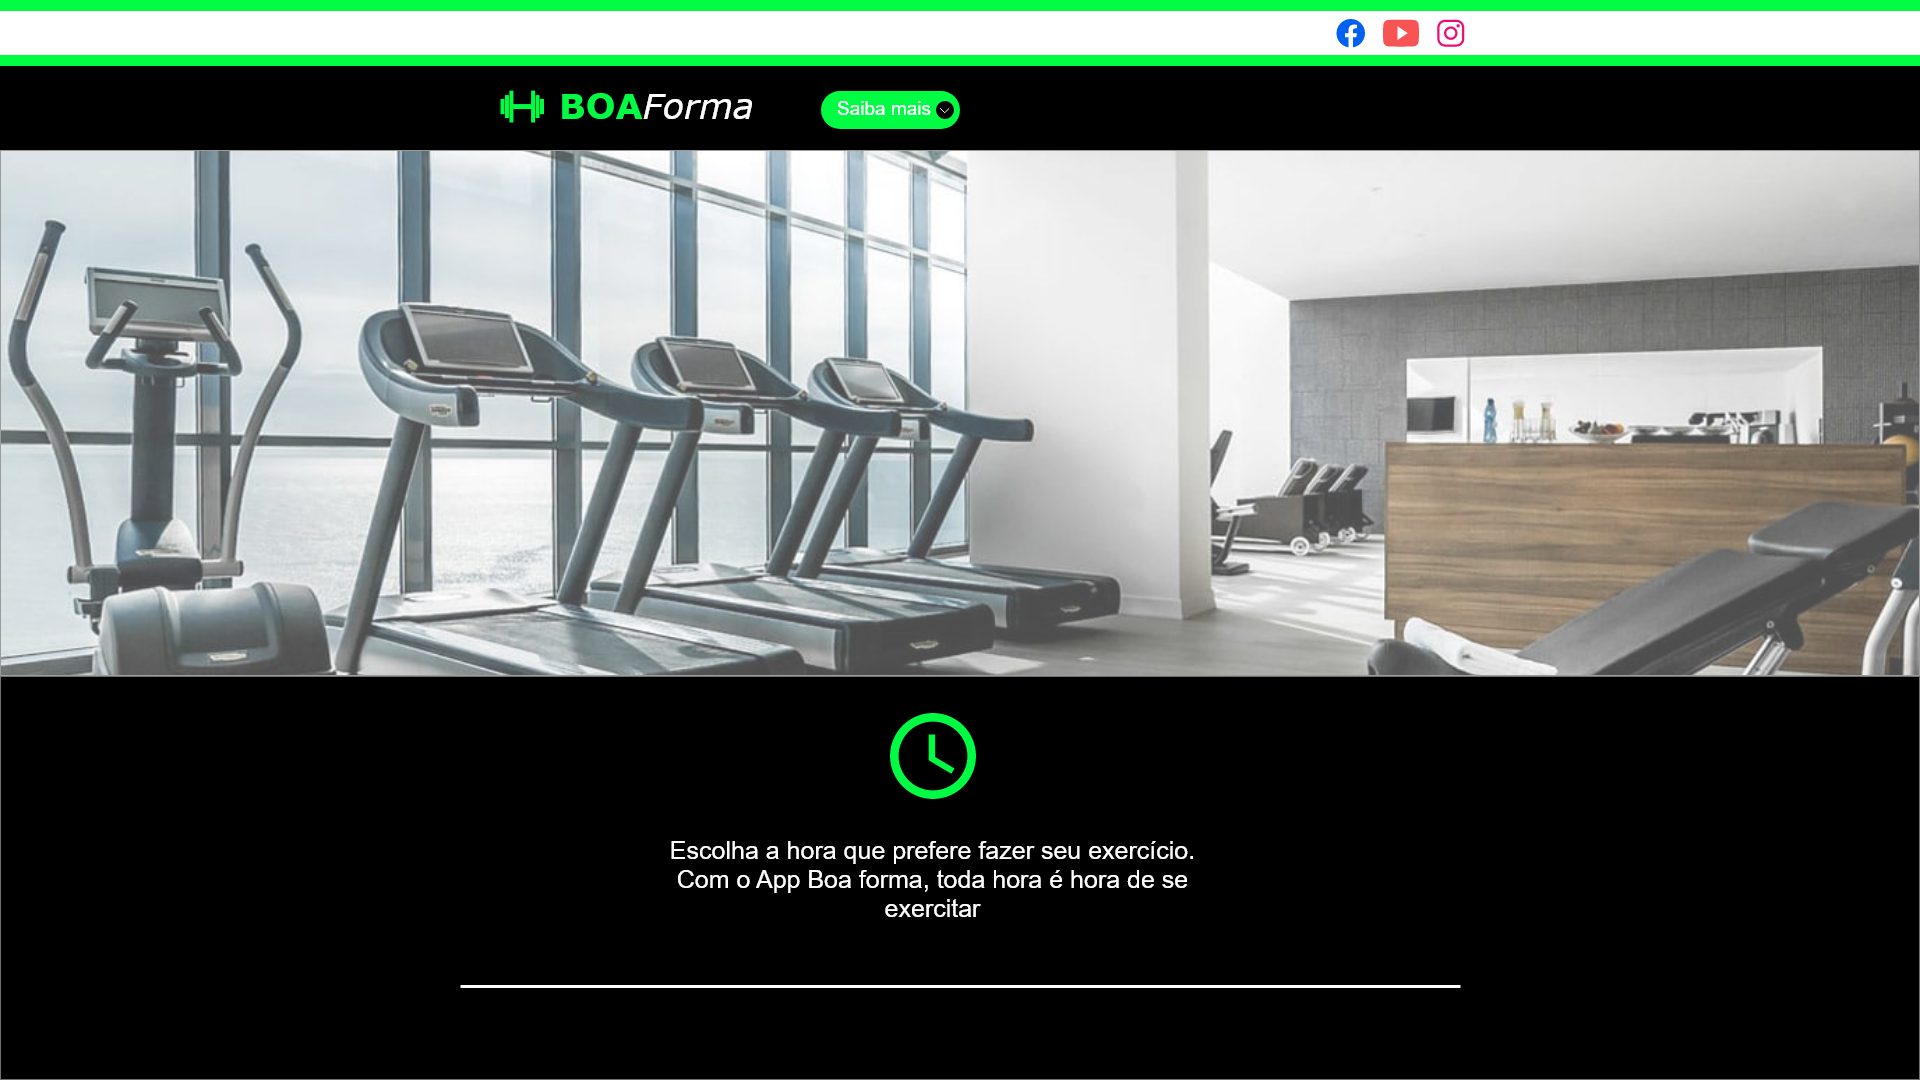 BOAForma
Saiba mais
Escolha a hora que prefere fazer seu exercício.
Com o App Boa forma, toda hora é hora de se
exercitar